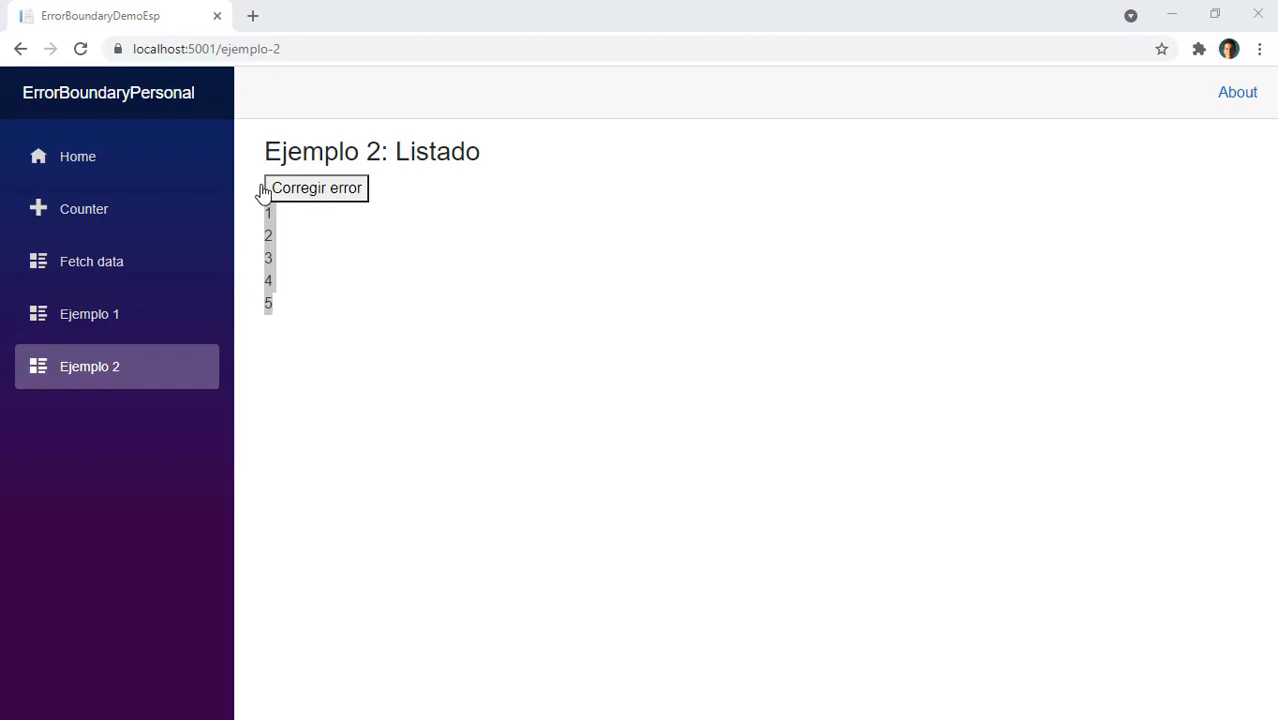 ErrorBoundaryDemoEsp
localhost:5001/ejemplo-2
ErrorBoundaryPersonal
About
Home
Counter
Fetch data
Ejemplo 1
Ejemplo 2
Ejemplo 2: Listado
Corregir error
1
2
3
4
5